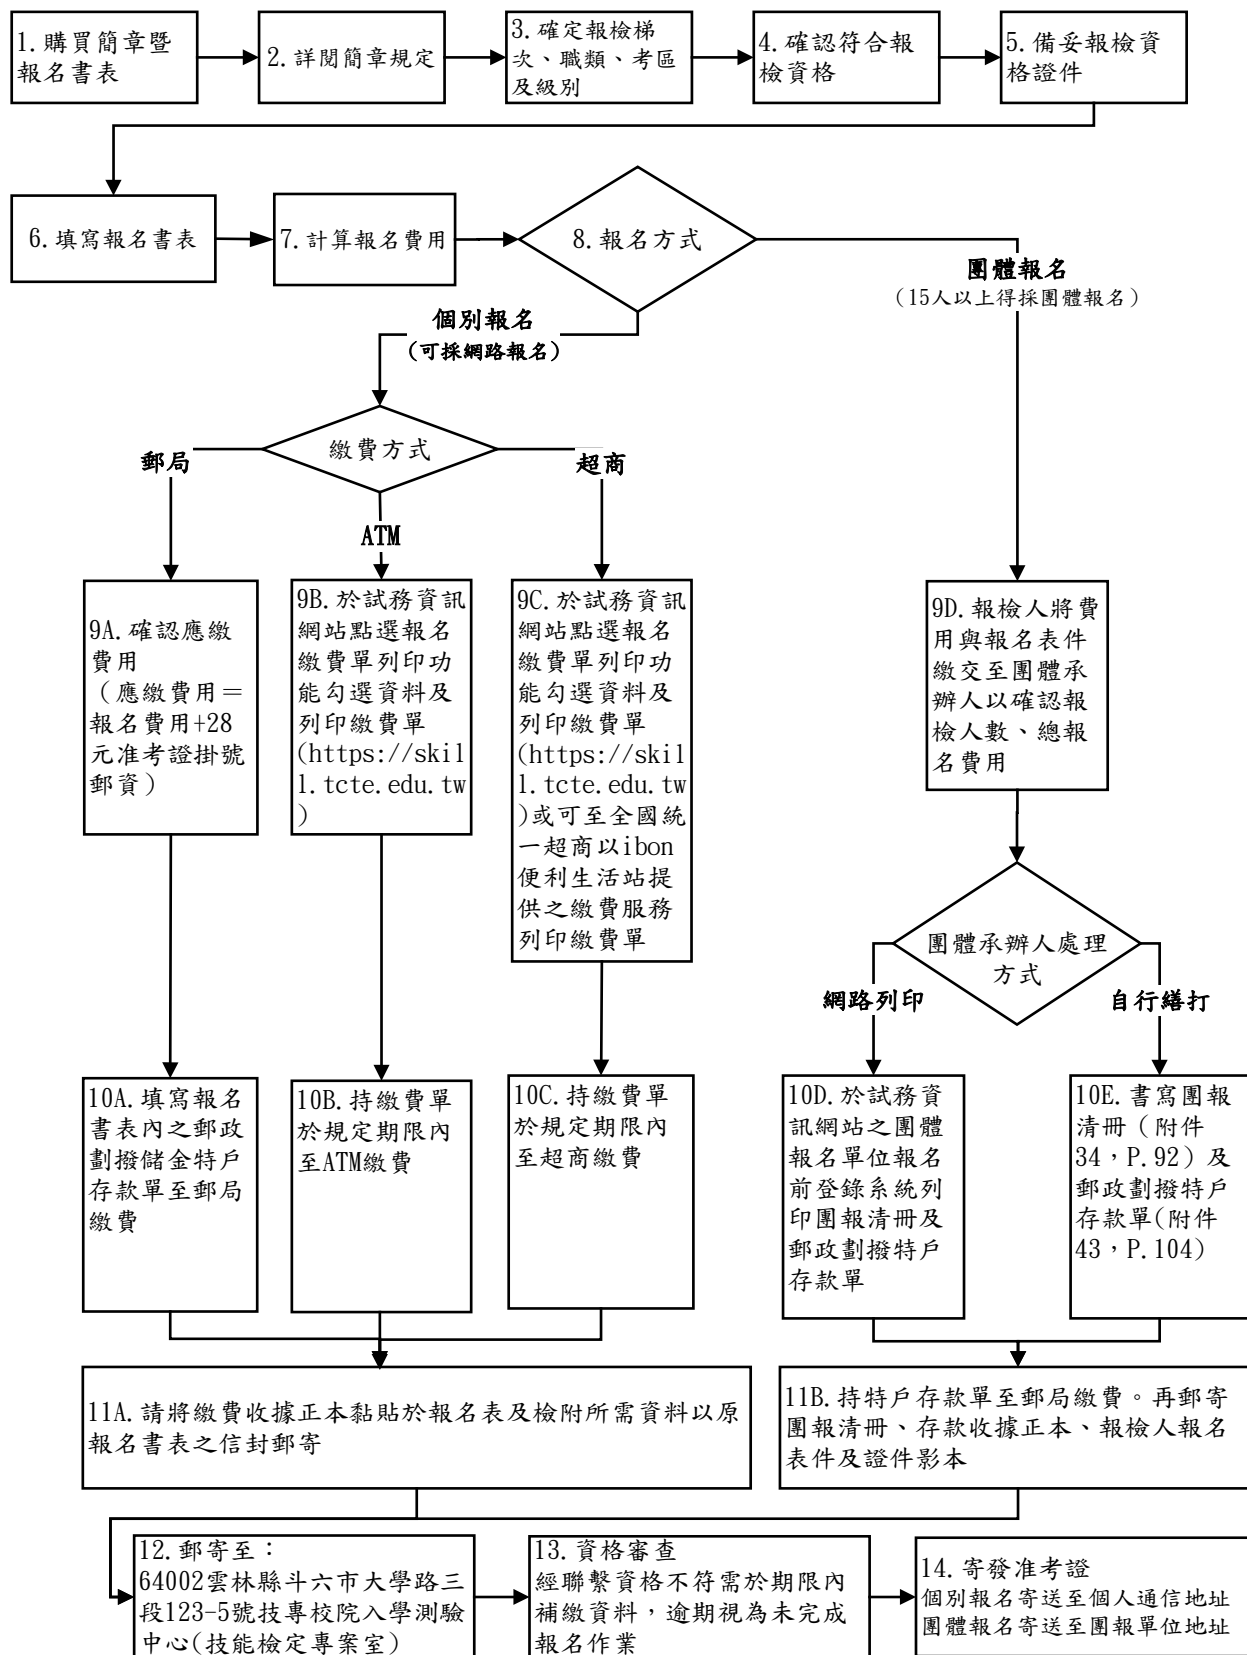 1.購買簡章暨
報名書表
2.詳閱簡章規定
3.確定報檢梯
次、職類、考區
及級別
4.確認符合報
檢資格
5.備妥報檢資
格證件
6.填寫報名書表
7.計算報名費用
8.報名方式
團體報名
（15人以上得採團體報名）
個別報名
(可採網路報名)
繳費方式
郵局
超商
ATM
9A.確認應繳
費用
（應繳費用＝
報名費用+28
元准考證掛號
郵資）
9B.於試務資訊
網站點選報名
繳費單列印功
能勾選資料及
列印繳費單
(https://skil
l.tcte.edu.tw
)
9C.於試務資訊
網站點選報名
繳費單列印功
能勾選資料及
列印繳費單
(https://skil
l.tcte.edu.tw
)或可至全國統
一超商以ibon
便利生活站提
供之繳費服務
列印繳費單
9D.報檢人將費
用與報名表件
繳交至團體承
辦人以確認報
檢人數、總報
名費用
團體承辦人處理
方式
網路列印
自行繕打
10A.填寫報名
書表內之郵政
劃撥儲金特戶
存款單至郵局
繳費
10B.持繳費單
於規定期限內
至ATM繳費
10C.持繳費單
於規定期限內
至超商繳費
10D.於試務資
訊網站之團體
報名單位報名
前登錄系統列
印團報清冊及
郵政劃撥特戶
存款單
10E.書寫團報
清冊（附件
34，P.92）及
郵政劃撥特戶
存款單(附件
43，P.104)
11A.請將繳費收據正本黏貼於報名表及檢附所需資料以原
報名書表之信封郵寄
11B.持特戶存款單至郵局繳費。再郵寄
團報清冊、存款收據正本、報檢人報名
表件及證件影本
12.郵寄至：
64002雲林縣斗六市大學路三
段123-5號技專校院入學測驗
中心(技能檢定專案室)
13.資格審查
經聯繫資格不符需於期限內
補繳資料，逾期視為未完成
報名作業
14.寄發准考證
個別報名寄送至個人通信地址
團體報名寄送至團報單位地址